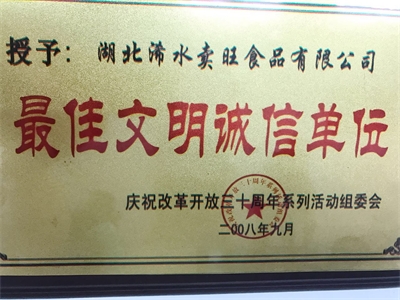 授予：湖北浠水卖旺食品有限公司
最佳文明诚信单位
庆祝改革开放三十周年系列活动组委会
二00八年九月